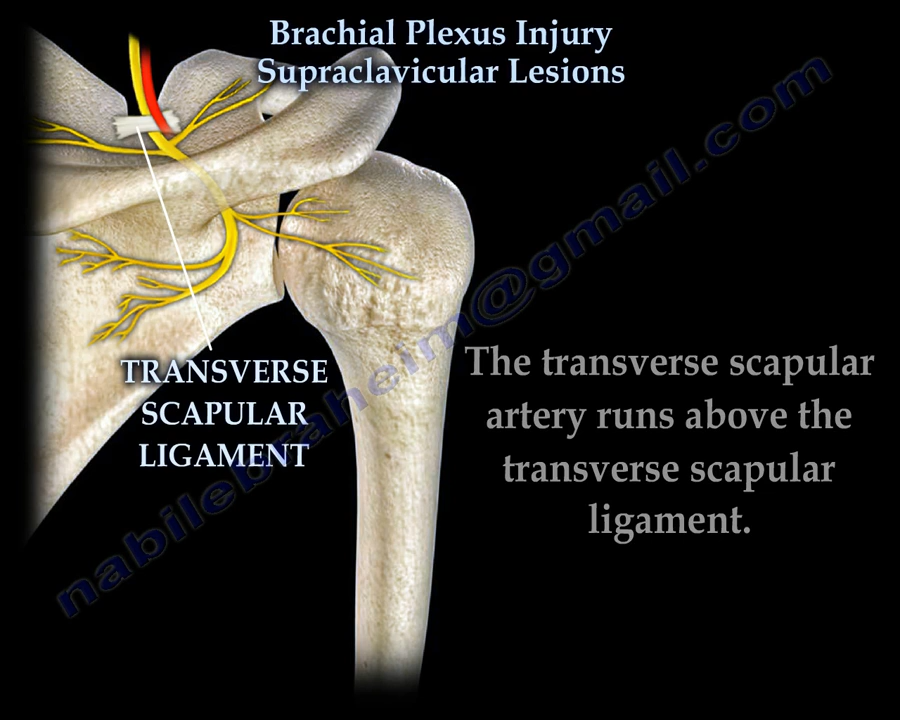 Brachial Plexus Injury
Supraclavicular Lesions
TRANSVERSE
SCAPULAR
LIGAMENT
The transverse scapular
artery runs above the
transverse scapular
ligament.
nabilebraheim@gmail.com